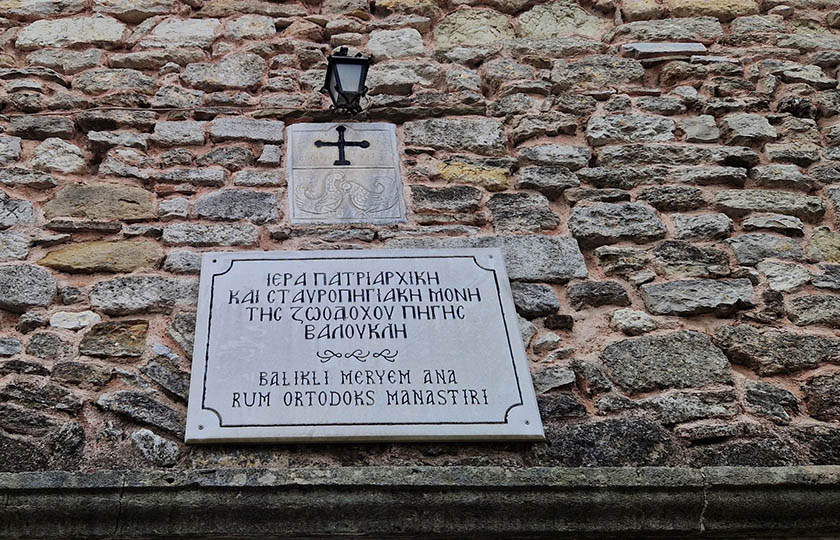 ΙΕΡΑ ΠΑΤΡΙΑΡΧΙΚΗ
ΚΑΙ ΣΤΑΥΡΟΠΗΓΙΑΚΗ ΜΟΝΗ
ΤΗΣ ΖΩΟΔΟΧΟΥ ΠΗΓΗΣ
ΒΑΛΟΥΚΛΗ
BALIKLI MERYEM ANA
RUM ORTODOKS MANASTIRI